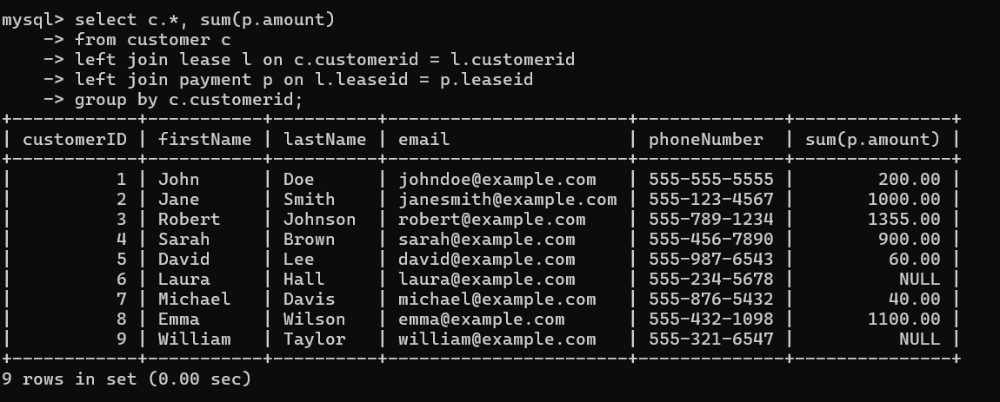 mysql> select c.*, sum(p.amount)
    -> from customer c
    -> left join lease l on c.customerid = l.customerid
    -> left join payment p on l.leaseid = p.leaseid
    -> group by c.customerid;
+------------+-----------+----------+-----------------------+--------------+---------------+
| customerID | firstName | lastName | email                 | phoneNumber  | sum(p.amount) |
+------------+-----------+----------+-----------------------+--------------+---------------+
|          1 | John      | Doe      | johndoe@example.com   | 555-555-5555 |        200.00 |
|          2 | Jane      | Smith    | janesmith@example.com | 555-123-4567 |       1000.00 |
|          3 | Robert    | Johnson  | robert@example.com    | 555-789-1234 |       1355.00 |
|          4 | Sarah     | Brown    | sarah@example.com     | 555-456-7890 |        900.00 |
|          5 | David     | Lee      | david@example.com     | 555-987-6543 |         60.00 |
|          6 | Laura     | Hall     | laura@example.com     | 555-234-5678 |          NULL |
|          7 | Michael   | Davis    | michael@example.com   | 555-876-5432 |         40.00 |
|          8 | Emma      | Wilson   | emma@example.com      | 555-432-1098 |       1100.00 |
|          9 | William   | Taylor   | william@example.com   | 555-321-6547 |          NULL |
+------------+-----------+----------+-----------------------+--------------+---------------+
9 rows in set (0.00 sec)